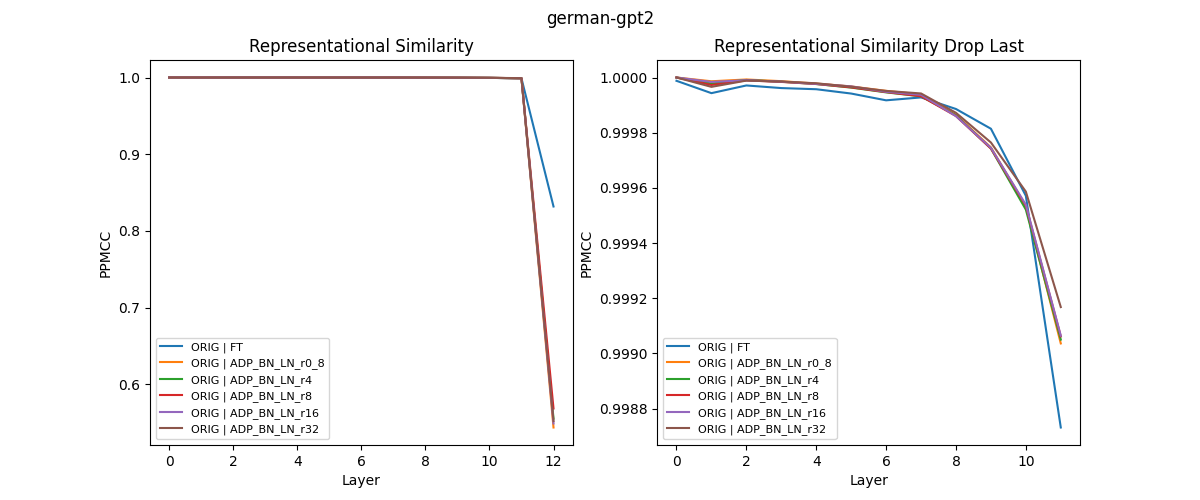 german-gpt2
Representational Similarity
PPMCC
1.0
0.9
0.8
0.7
0.6
0 2 4 6 8 10 12
Layer
ORIG | FT
ORIG | ADP_BN_LN_r0_8
ORIG | ADP_BN_LN_r4
ORIG | ADP_BN_LN_r8
ORIG | ADP_BN_LN_r16
ORIG | ADP_BN_LN_r32
Representational Similarity Drop Last
PPMCC
1.0000
0.9998
0.9996
0.9994
0.9992
0.9990
0.9988
0 2 4 6 8 10
Layer
ORIG | FT
ORIG | ADP_BN_LN_r0_8
ORIG | ADP_BN_LN_r4
ORIG | ADP_BN_LN_r8
ORIG | ADP_BN_LN_r16
ORIG | ADP_BN_LN_r32